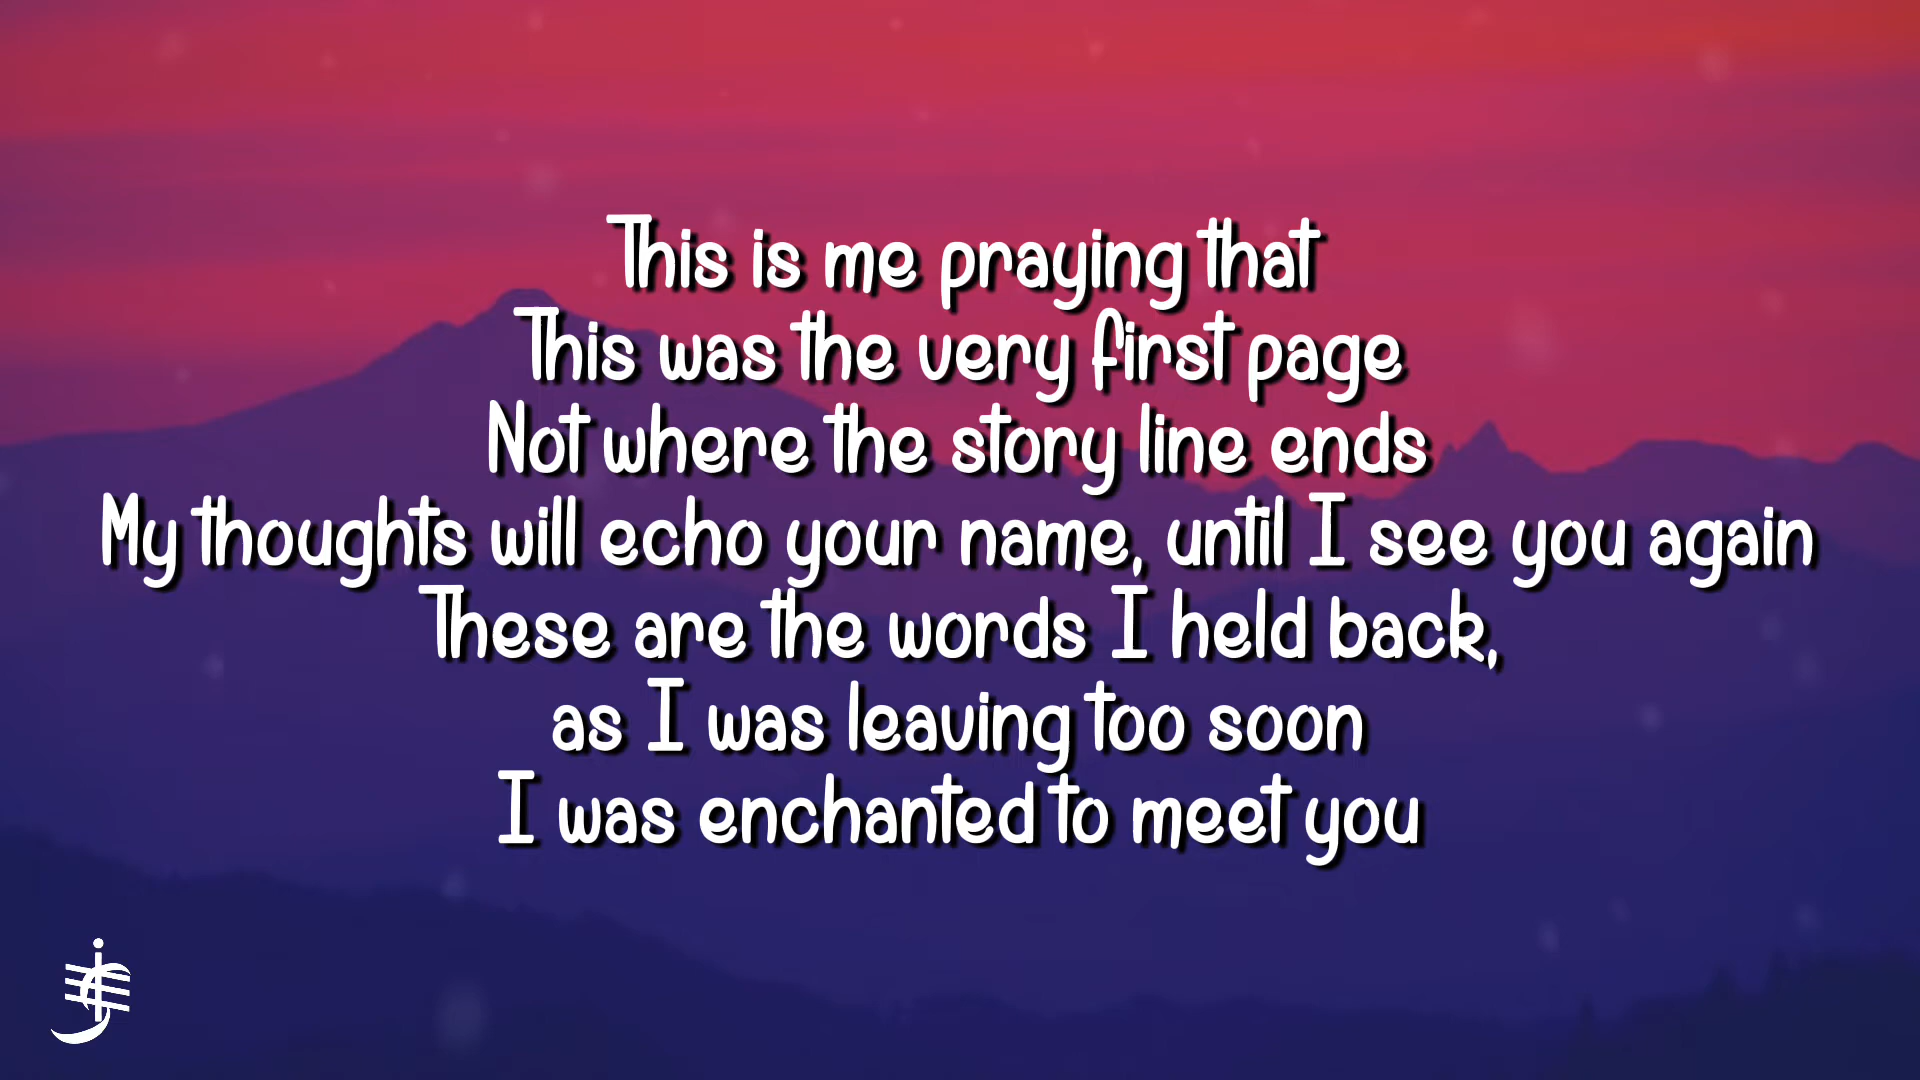 This is me praying that
This was the very first page
Not where the story line ends
My thoughts will echo your name, until I see you again
These are the words I held back,
as I was leaving too soon
I was enchanted to meet you